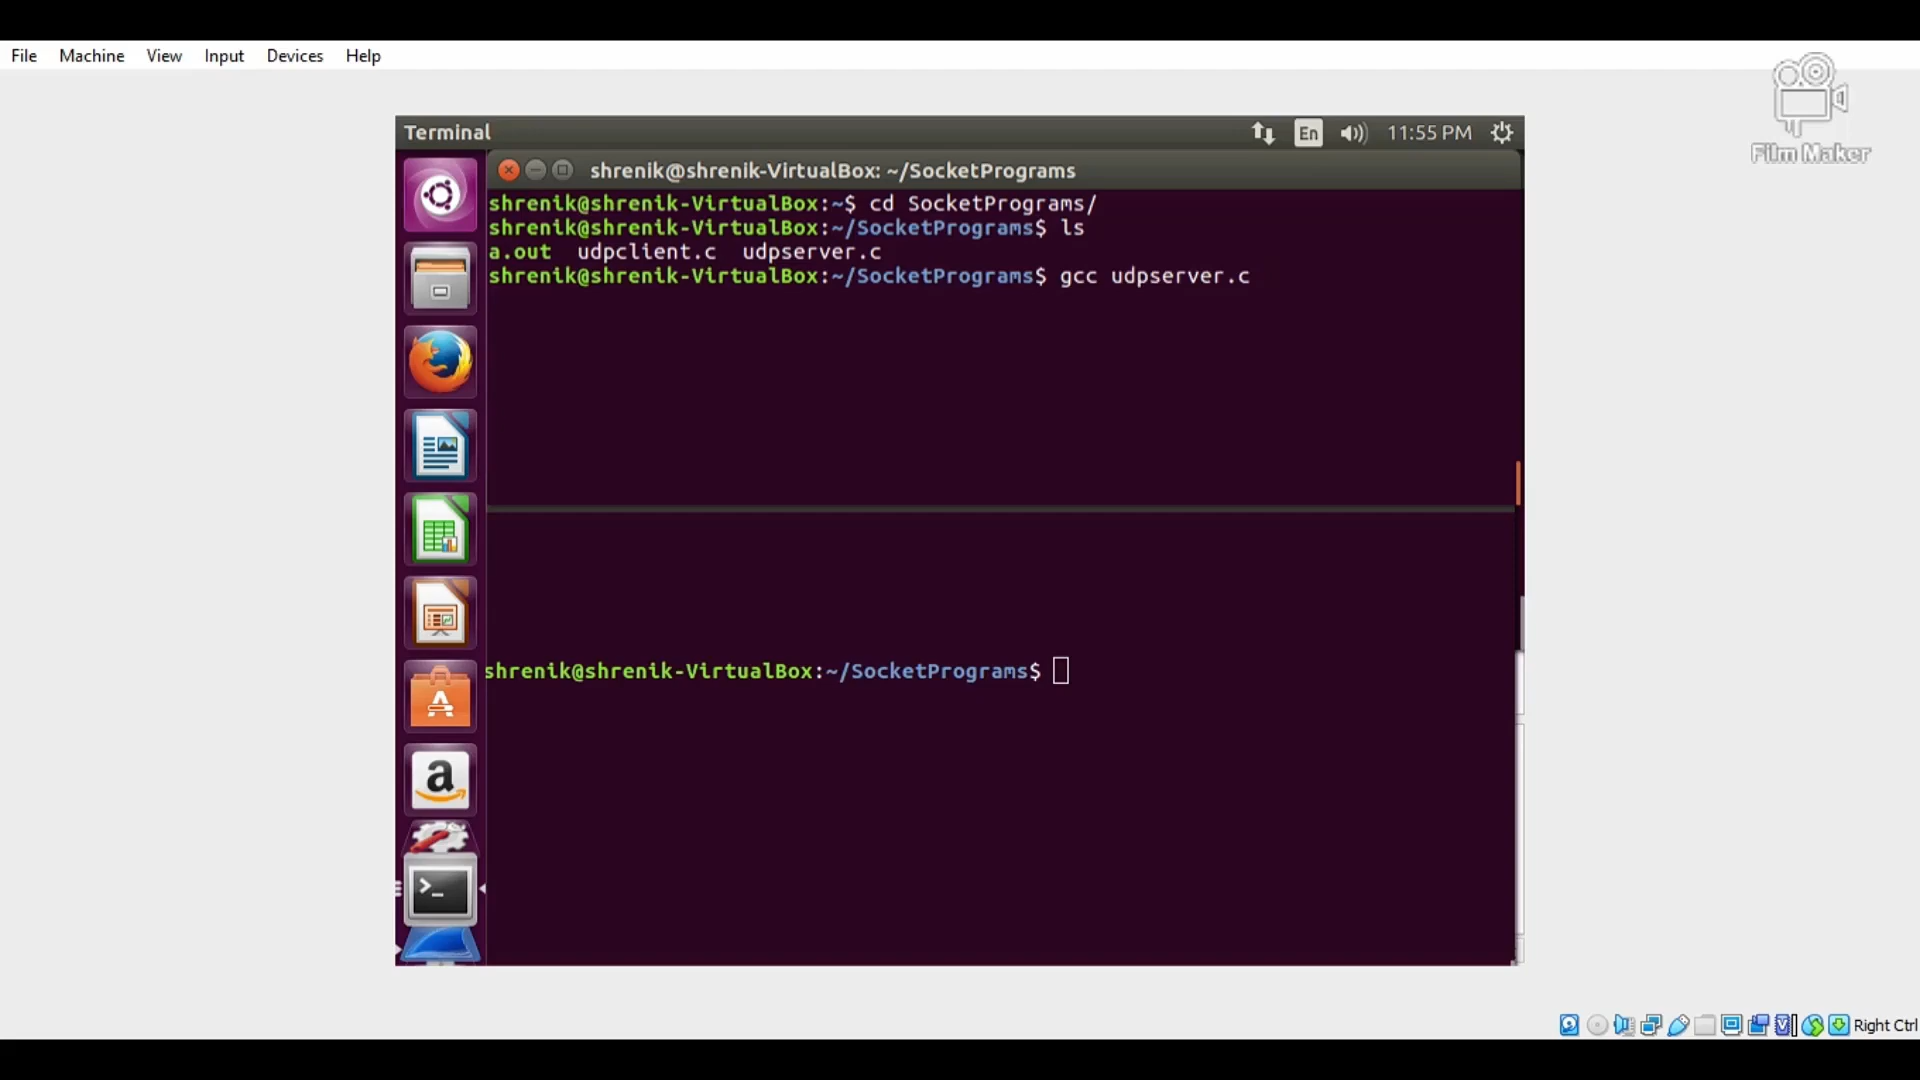 File Machine View Input Devices Help
Film Maker
Terminal
En
11:55 PM
shrenik@shrenik-VirtualBox: ~/SocketPrograms
shrenik@shrenik-VirtualBox:~$ cd SocketPrograms/
shrenik@shrenik-VirtualBox:~/SocketPrograms$ ls
a.out udpclient.c udpserver.c
shrenik@shrenik-VirtualBox:~/SocketPrograms$ gcc udpserver.c
shrenik@shrenik-VirtualBox:~/SocketPrograms$
Right Ctrl